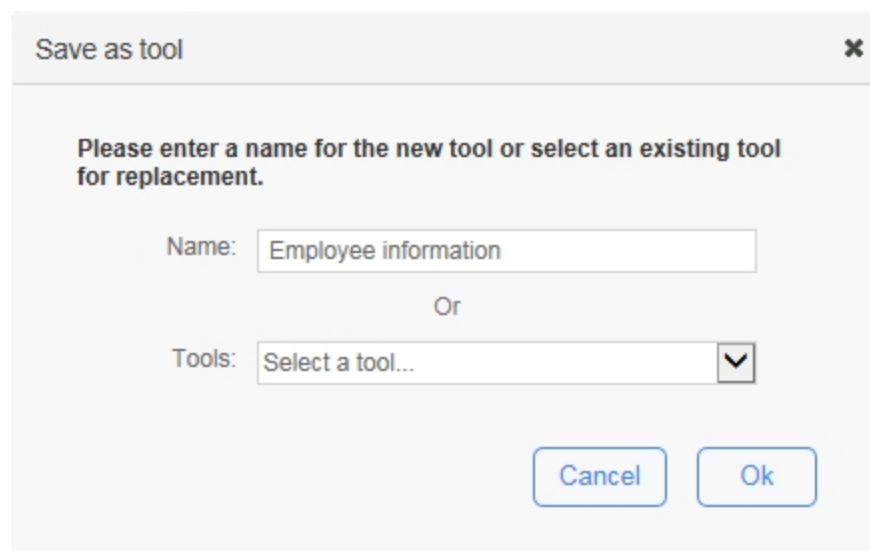 Save as tool
Please enter a name for the new tool or select an existing tool
for replacement.
Name: Employee information
Or
Tools: Select a tool...
Cancel Ok